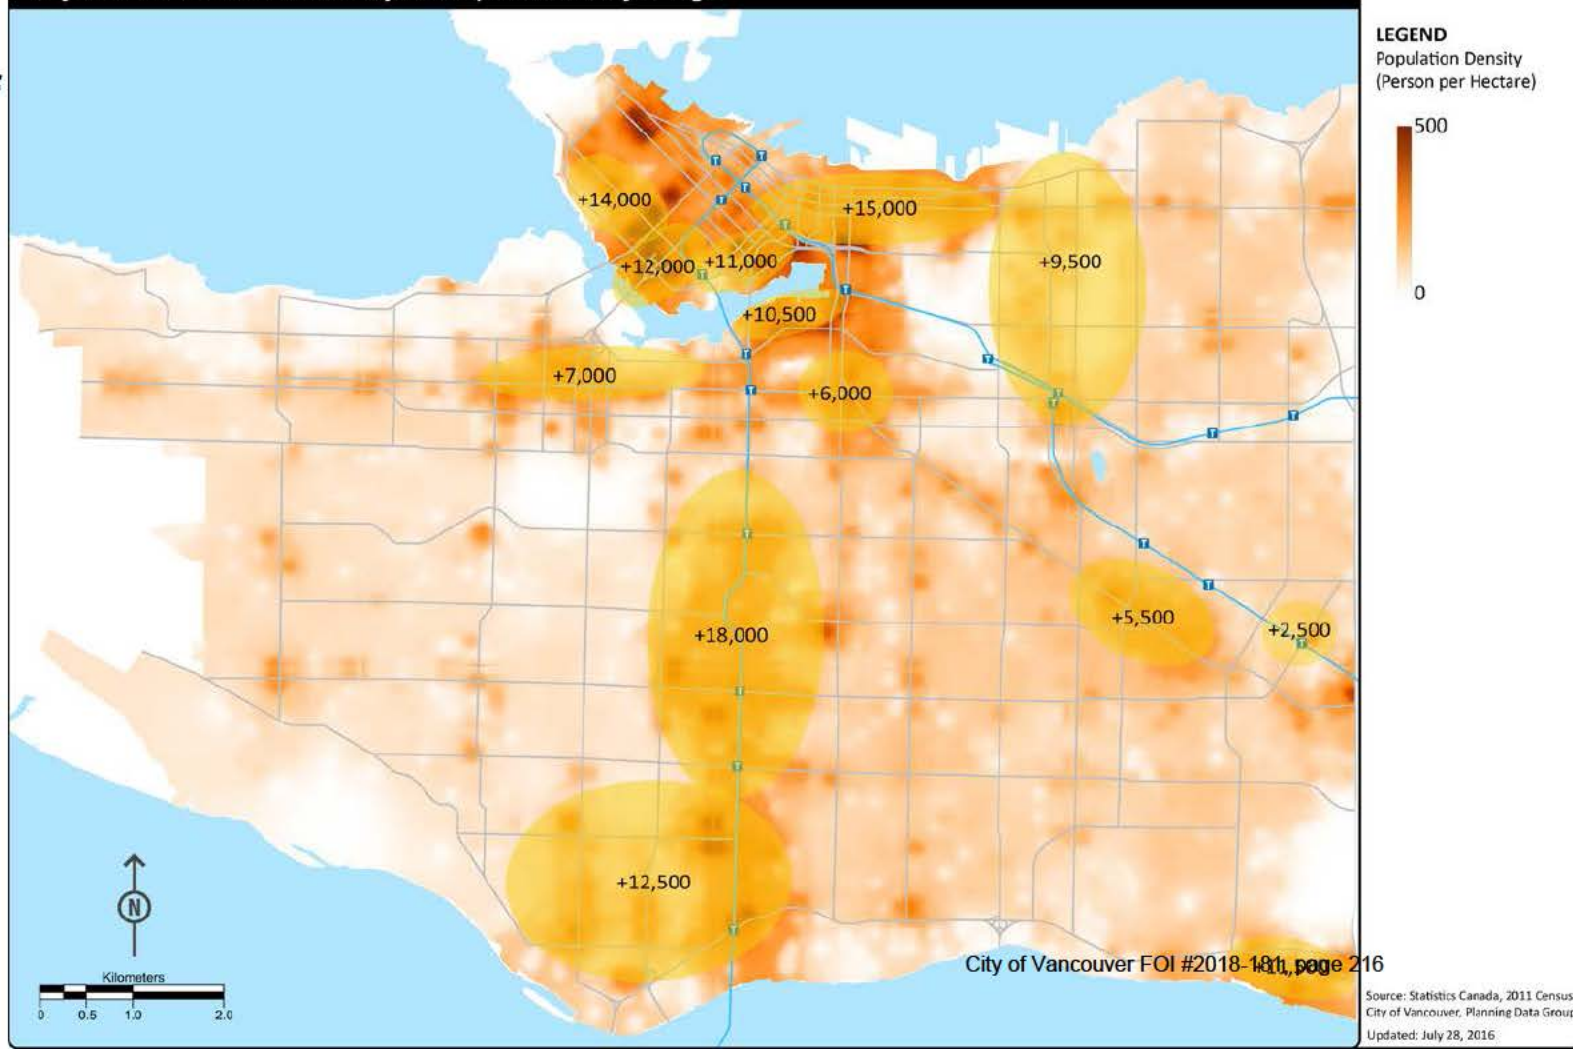 LEGEND
Population Density
(Person per Hectare)
500
0
+14,000
+15,000
+12,000
+11,000
+9,500
+10,500
+7,000
+6,000
+18,000
+5,500
+2,500
+12,500
N
Kilometers
0 0.5 1.0 2.0
City of Vancouver FOI #2018-181, page 216
Source: Statistics Canada, 2011 Census
City of Vancouver, Planning Data Group
Updated: July 28, 2016